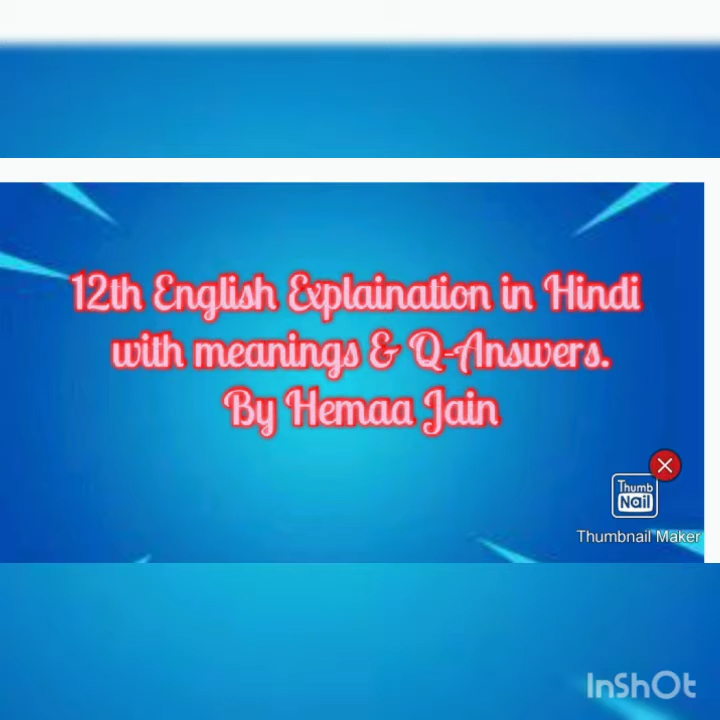 12th English Explaination in Hindi
with meanings & Q-Answers.
By Hemaa Jain
Thumb
Nail
Thumbnail Maker
InShOt